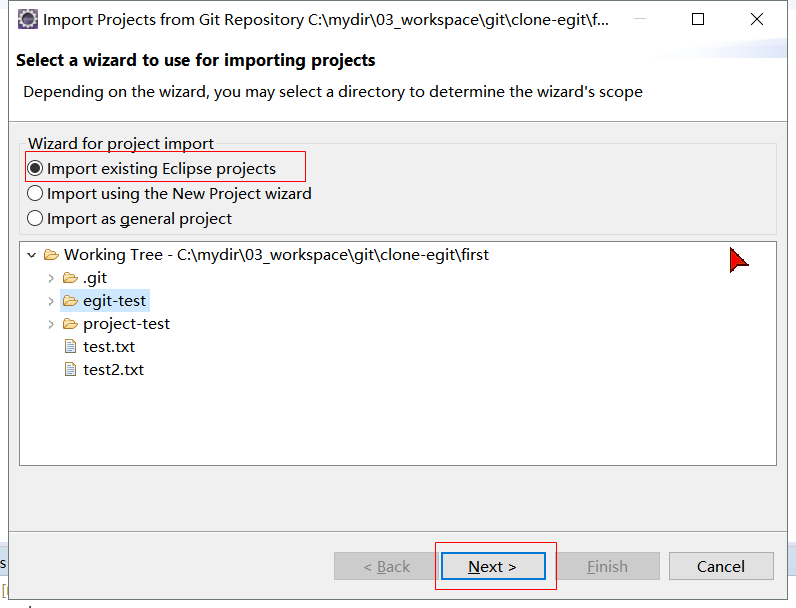 Import Projects from Git Repository C:\mydir\03_workspace\git\clone-egit\f...
Select a wizard to use for importing projects
Depending on the wizard, you may select a directory to determine the wizard's scope
Wizard for project import
Import existing Eclipse projects
Import using the New Project wizard
Import as general project
Working Tree - C:\mydir\03_workspace\git\clone-egit\first
.git
egit-test
project-test
test.txt
test2.txt
< Back
Next >
Finish
Cancel